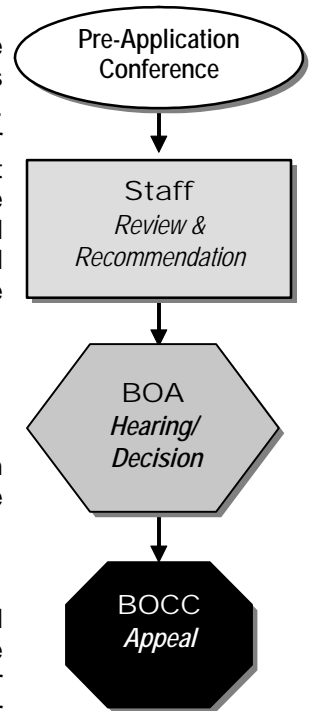 Pre-Application
Conference
Staff
Review &
Recommendation
BOA
Hearing/
Decision
BOCC
Appeal